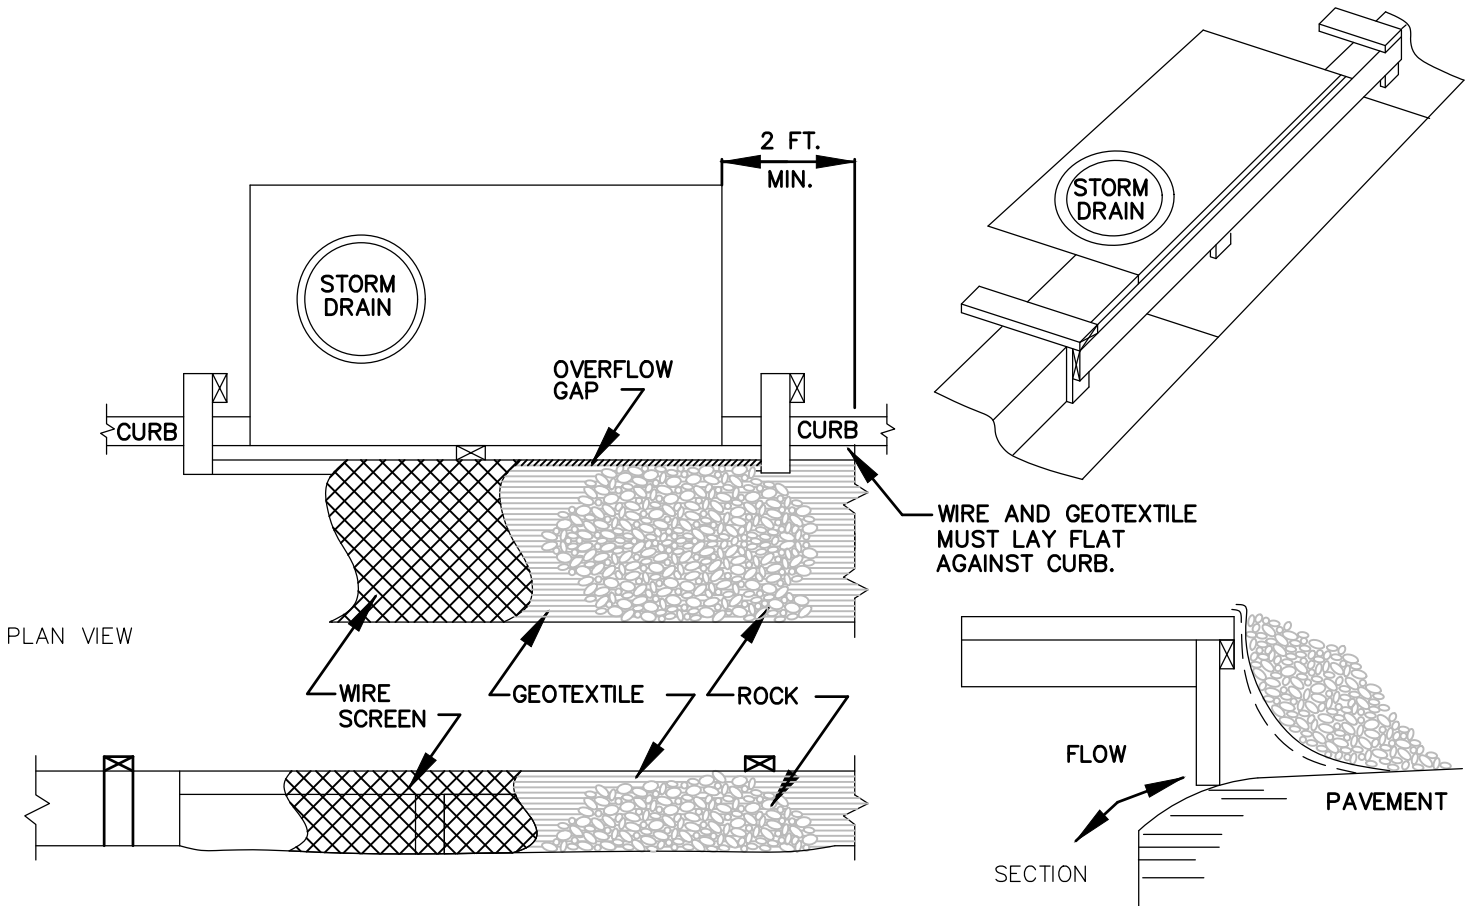 2 FT.
MIN.
STORM
DRAIN
STORM
DRAIN
OVERFLOW
GAP
CURB
CURB
WIRE AND GEOTEXTILE
MUST LAY FLAT
AGAINST CURB.
PLAN VIEW
WIRE
SCREEN
GEOTEXTILE
ROCK
FLOW
PAVEMENT
SECTION